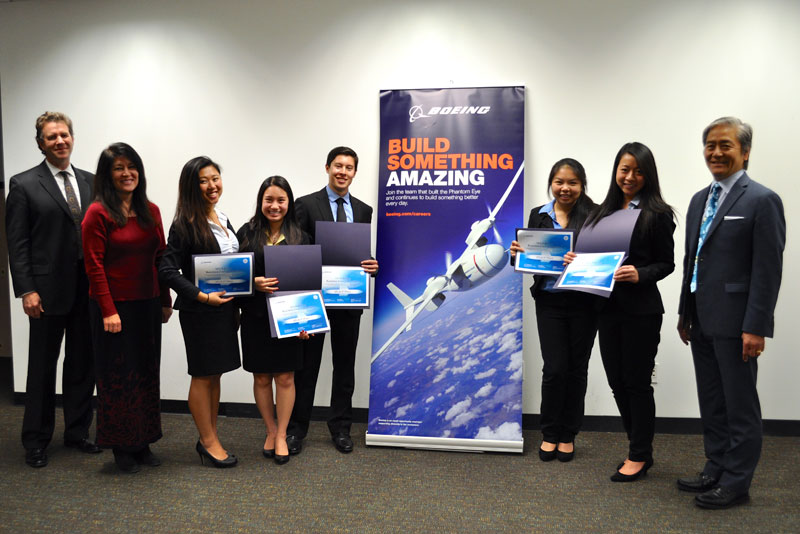 BOEING
BUILD
SOMETHING
AMAZING
Join the team that built the Phantom Eye
and continues to build something better
every day.
boeing.com/careers